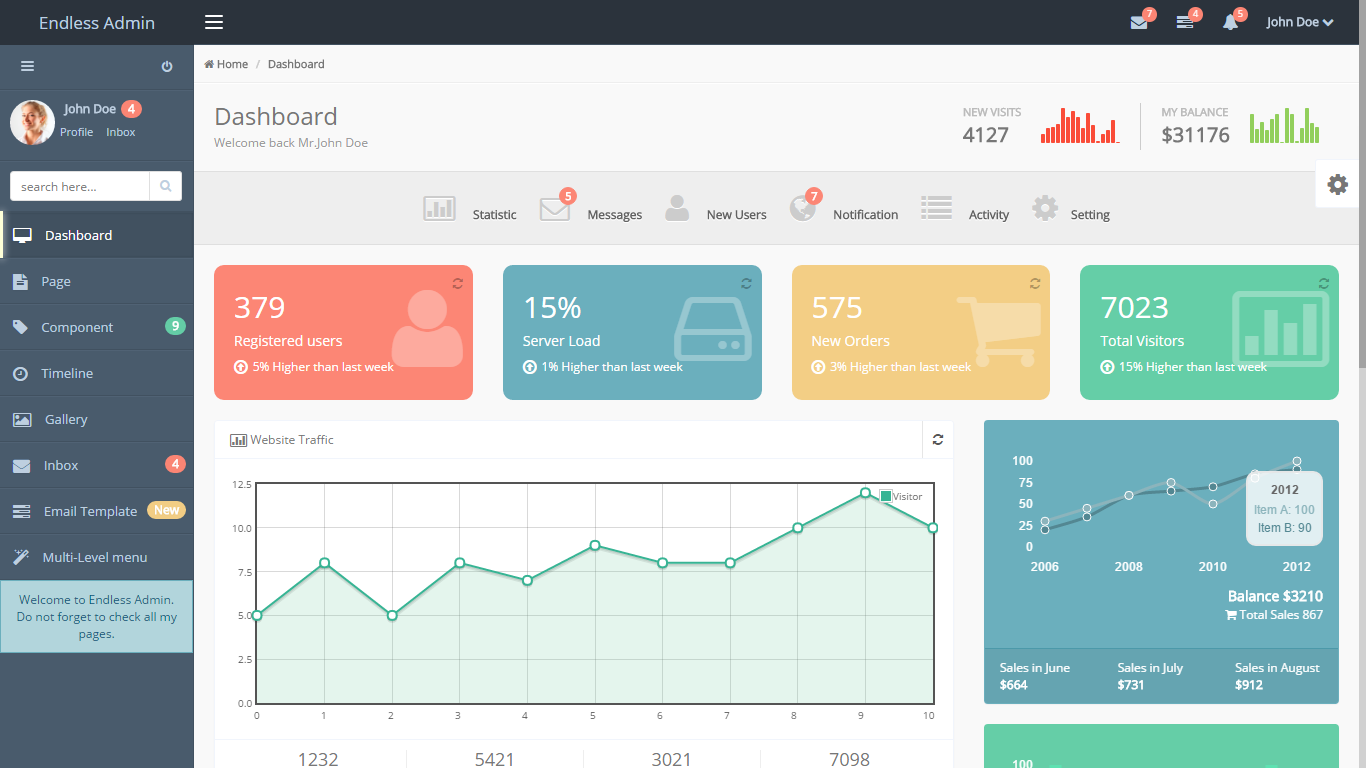 Endless Admin
7
4
5
John Doe
John Doe 4
Profile Inbox
search here...
Dashboard
Page
Component 9
Timeline
Gallery
Inbox 4
Email Template New
Multi-Level menu
Welcome to Endless Admin.
Do not forget to check all my
pages.
Home / Dashboard
Dashboard
Welcome back Mr.John Doe
NEW VISITS
4127
MY BALANCE
$31176
Statistic
5
Messages
New Users
7
Notification
Activity
Setting
379
Registered users
5% Higher than last week
15%
Server Load
1% Higher than last week
575
New Orders
3% Higher than last week
7023
Total Visitors
15% Higher than last week
Website Traffic
12.5
10.0
7.5
5.0
2.5
0.0
0 1 2 3 4 5 6 7 8 9 10
Visitor
1232 5421 3021 7098
100
75
50
25
0
2006 2008 2010 2012
2012
Item A: 100
Item B: 90
Balance $3210
Total Sales 867
Sales in June
$664
Sales in July
$731
Sales in August
$912
100